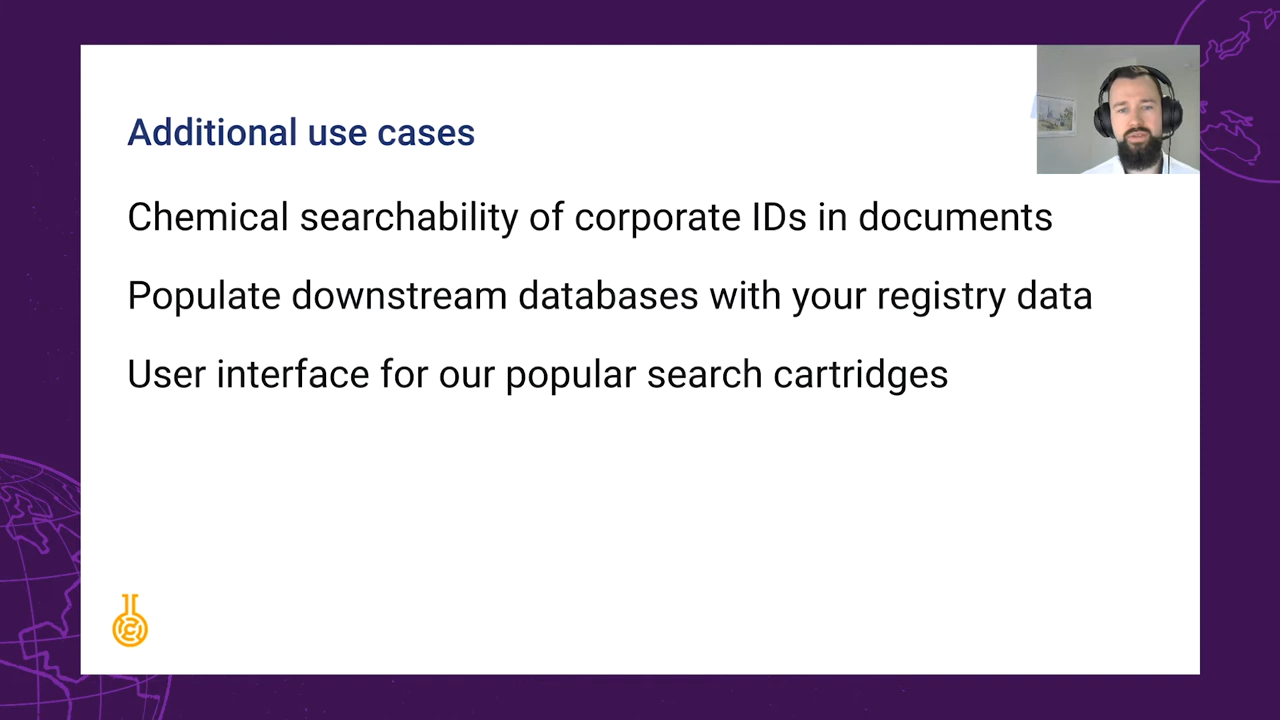 Additional use cases
Chemical searchability of corporate IDs in documents
Populate downstream databases with your registry data
User interface for our popular search cartridges